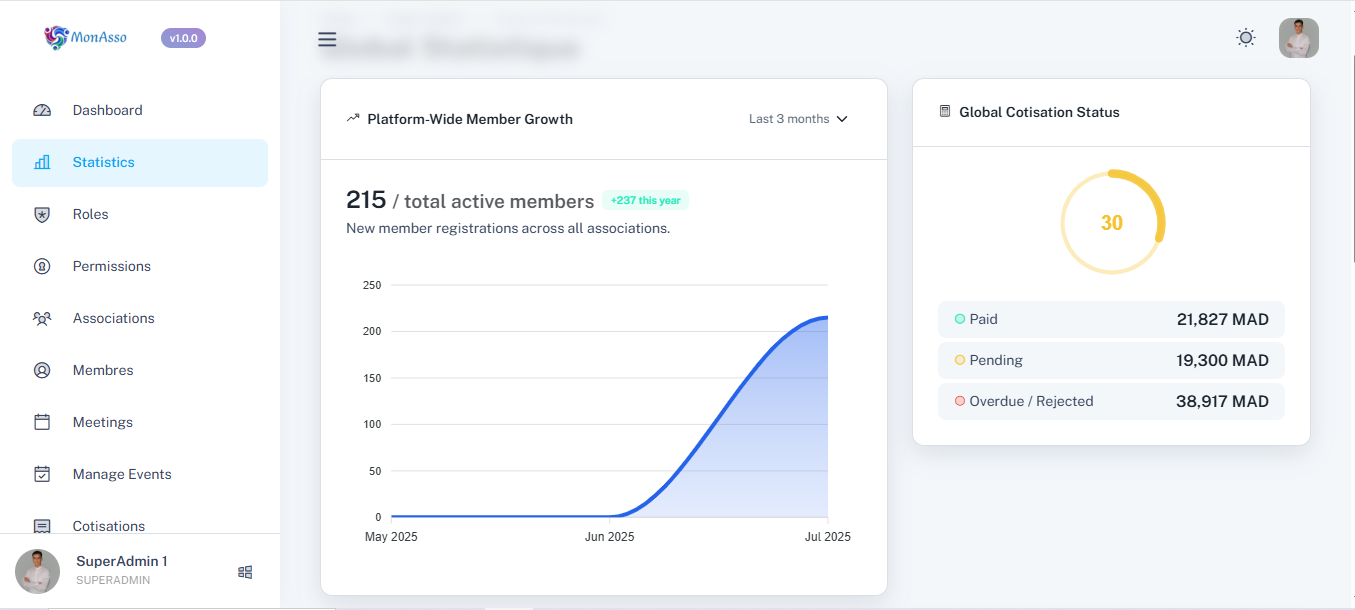 MonAsso
v1.0.0
Dashboard
Statistics
Roles
Permissions
Associations
Membres
Meetings
Manage Events
Cotisations
SuperAdmin 1
SUPERADMIN
Global Statistique
Platform-Wide Member Growth
Last 3 months
215 / total active members
+237 this year
New member registrations across all associations.
250
200
150
100
50
0
May 2025
Jun 2025
Jul 2025
Global Cotisation Status
30
Paid
21,827 MAD
Pending
19,300 MAD
Overdue / Rejected
38,917 MAD